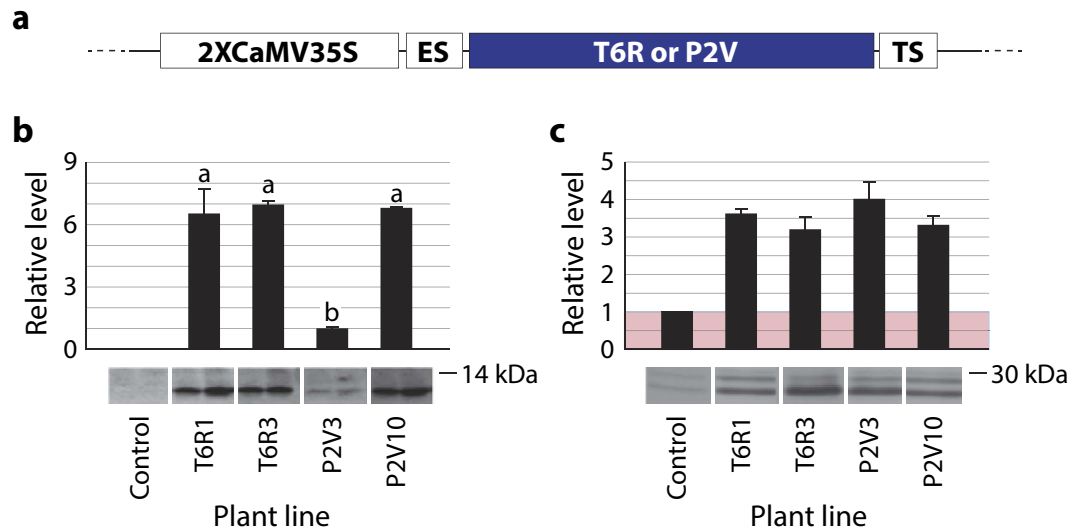 a
2XCaMV35S ES T6R or P2V TS
b
Relative level
9
6
3
0
a
a
b
a
14 kDa
Control
T6R1
T6R3
P2V3
P2V10
Plant line
c
Relative level
5
4
3
2
1
0
30 kDa
Control
T6R1
T6R3
P2V3
P2V10
Plant line